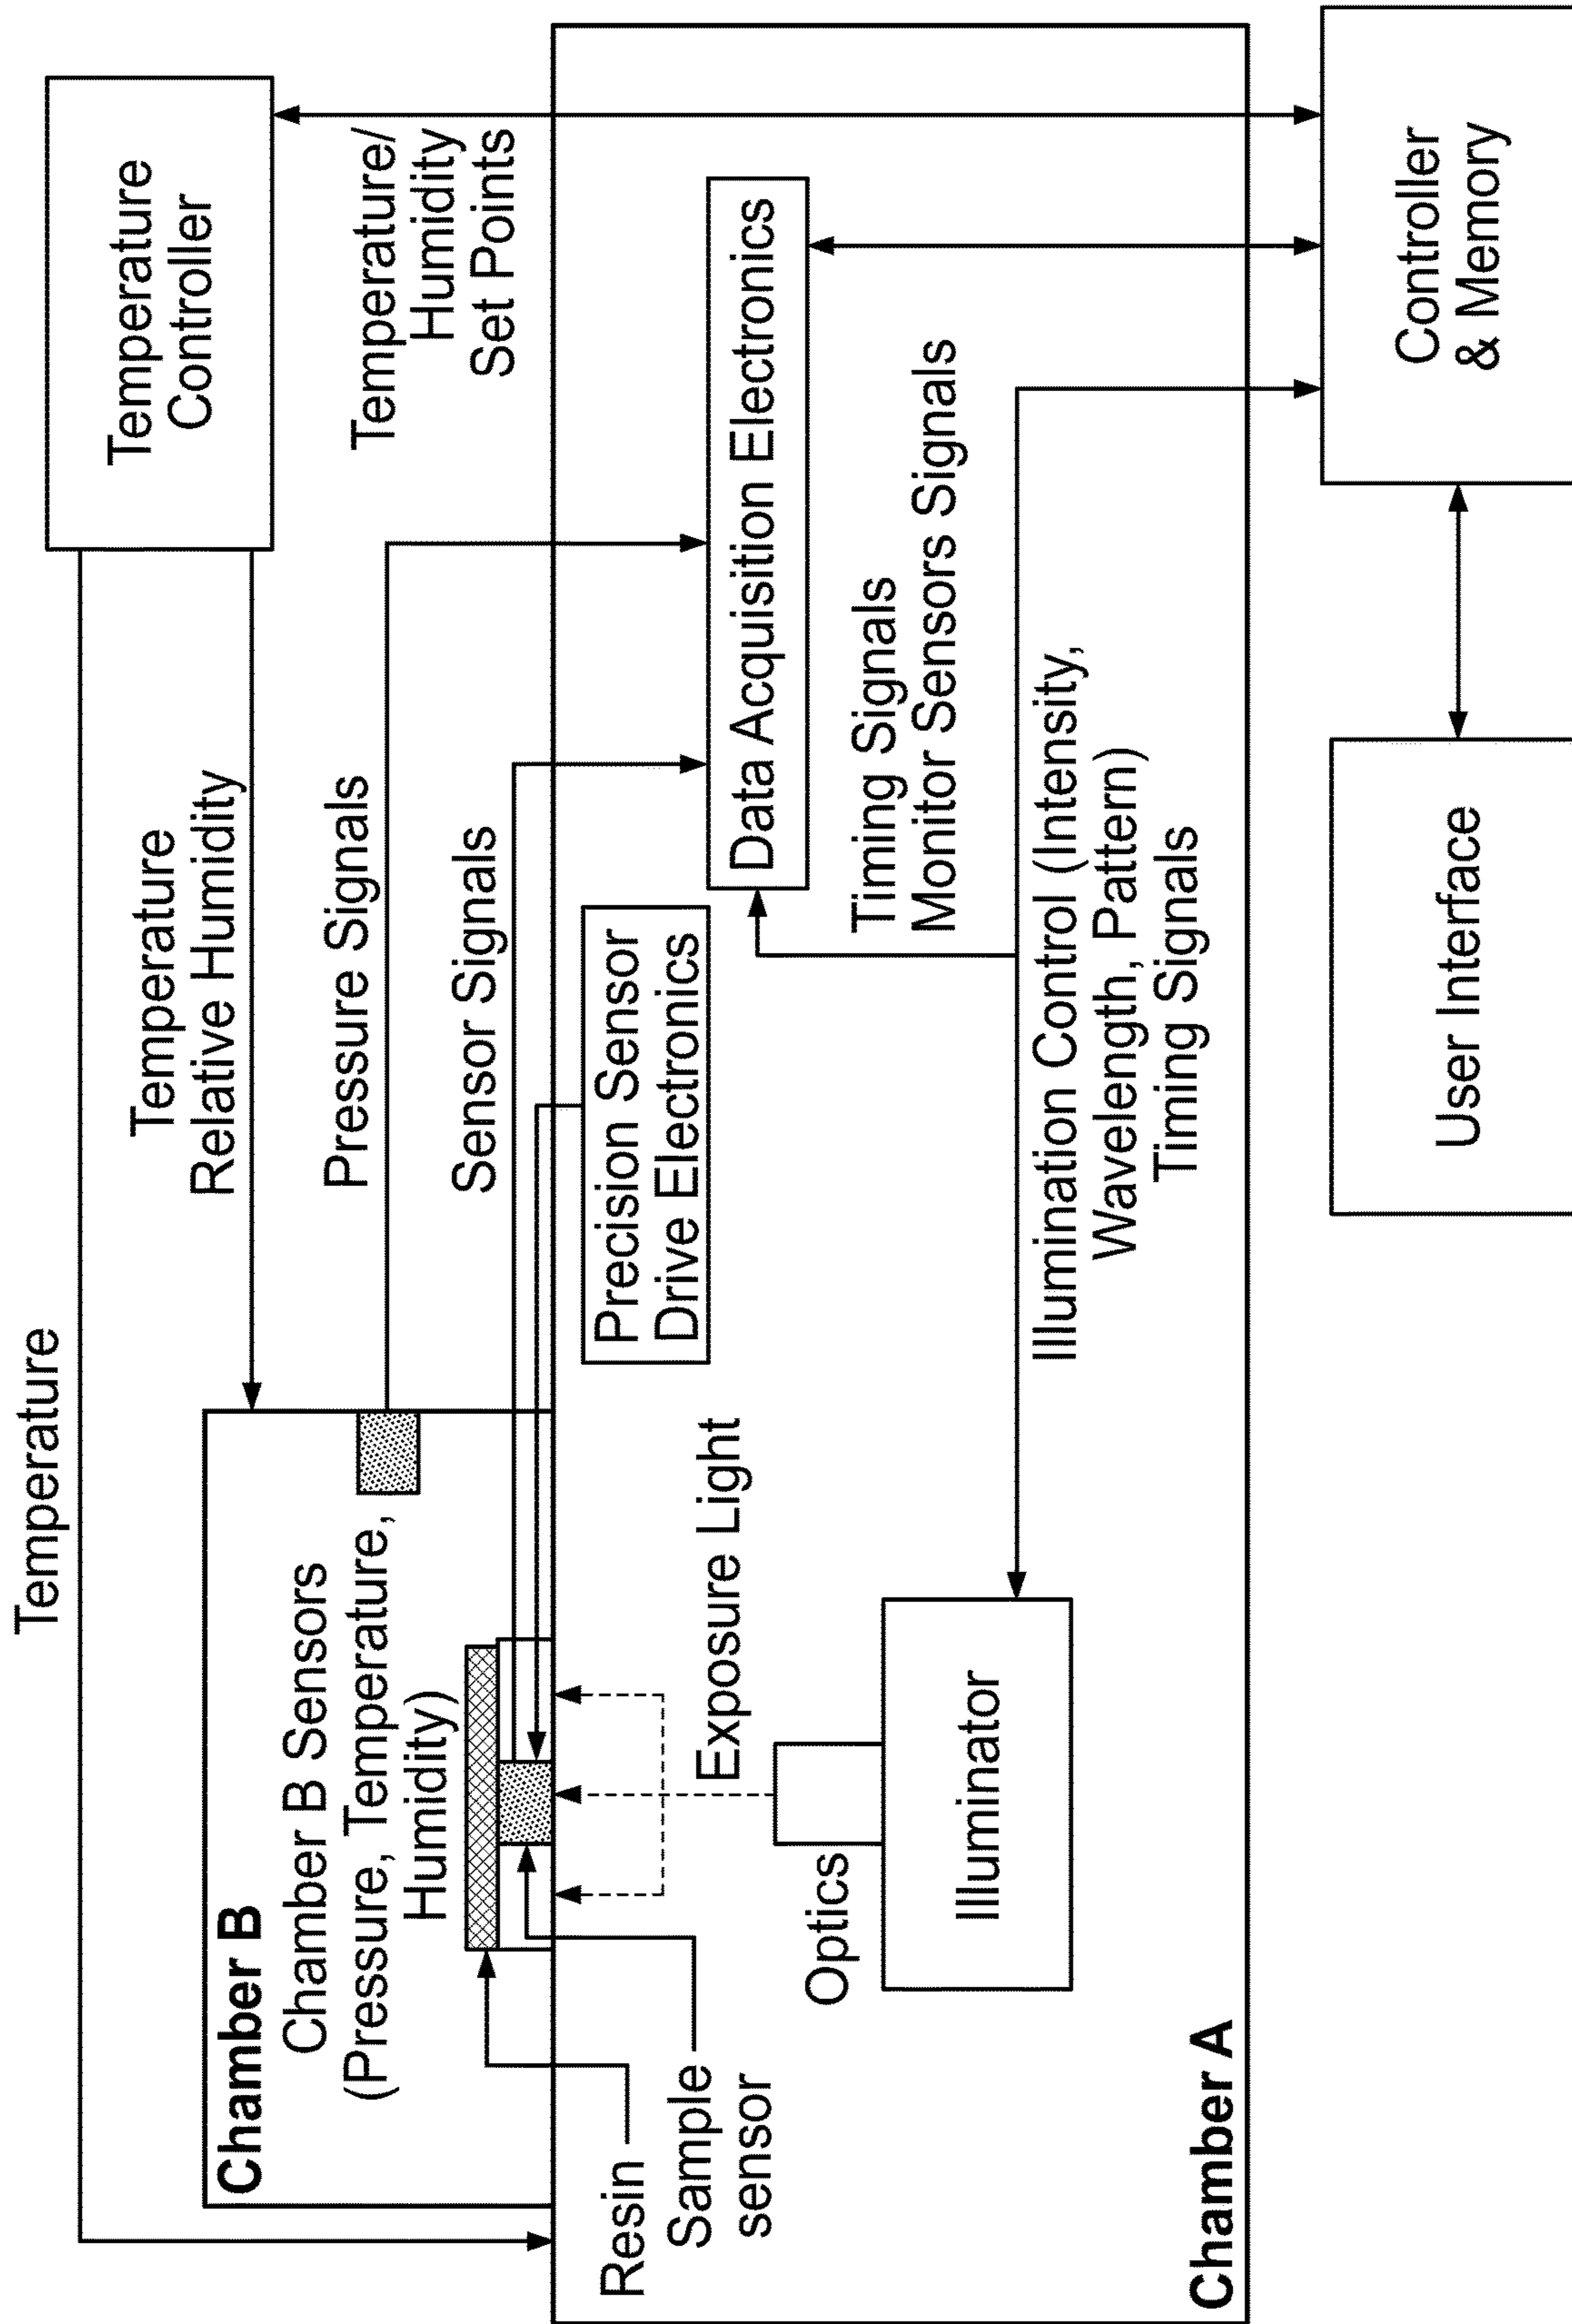 Temperature
Temperature
Controller
Temperature
Relative Humidity
Temperature/
Humidity
Set Points
Chamber B
Chamber B Sensors
(Pressure, Temperature,
Humidity)
Pressure Signals
Sensor Signals
Resin
Sample
sensor
Exposure Light
Precision Sensor
Drive Electronics
Data Acquisition Electronics
Optics
Illuminator
Timing Signals
Monitor Sensors Signals
Illumination Control (Intensity,
Wavelength, Pattern)
Timing Signals
Chamber A
User Interface
Controller
& Memory